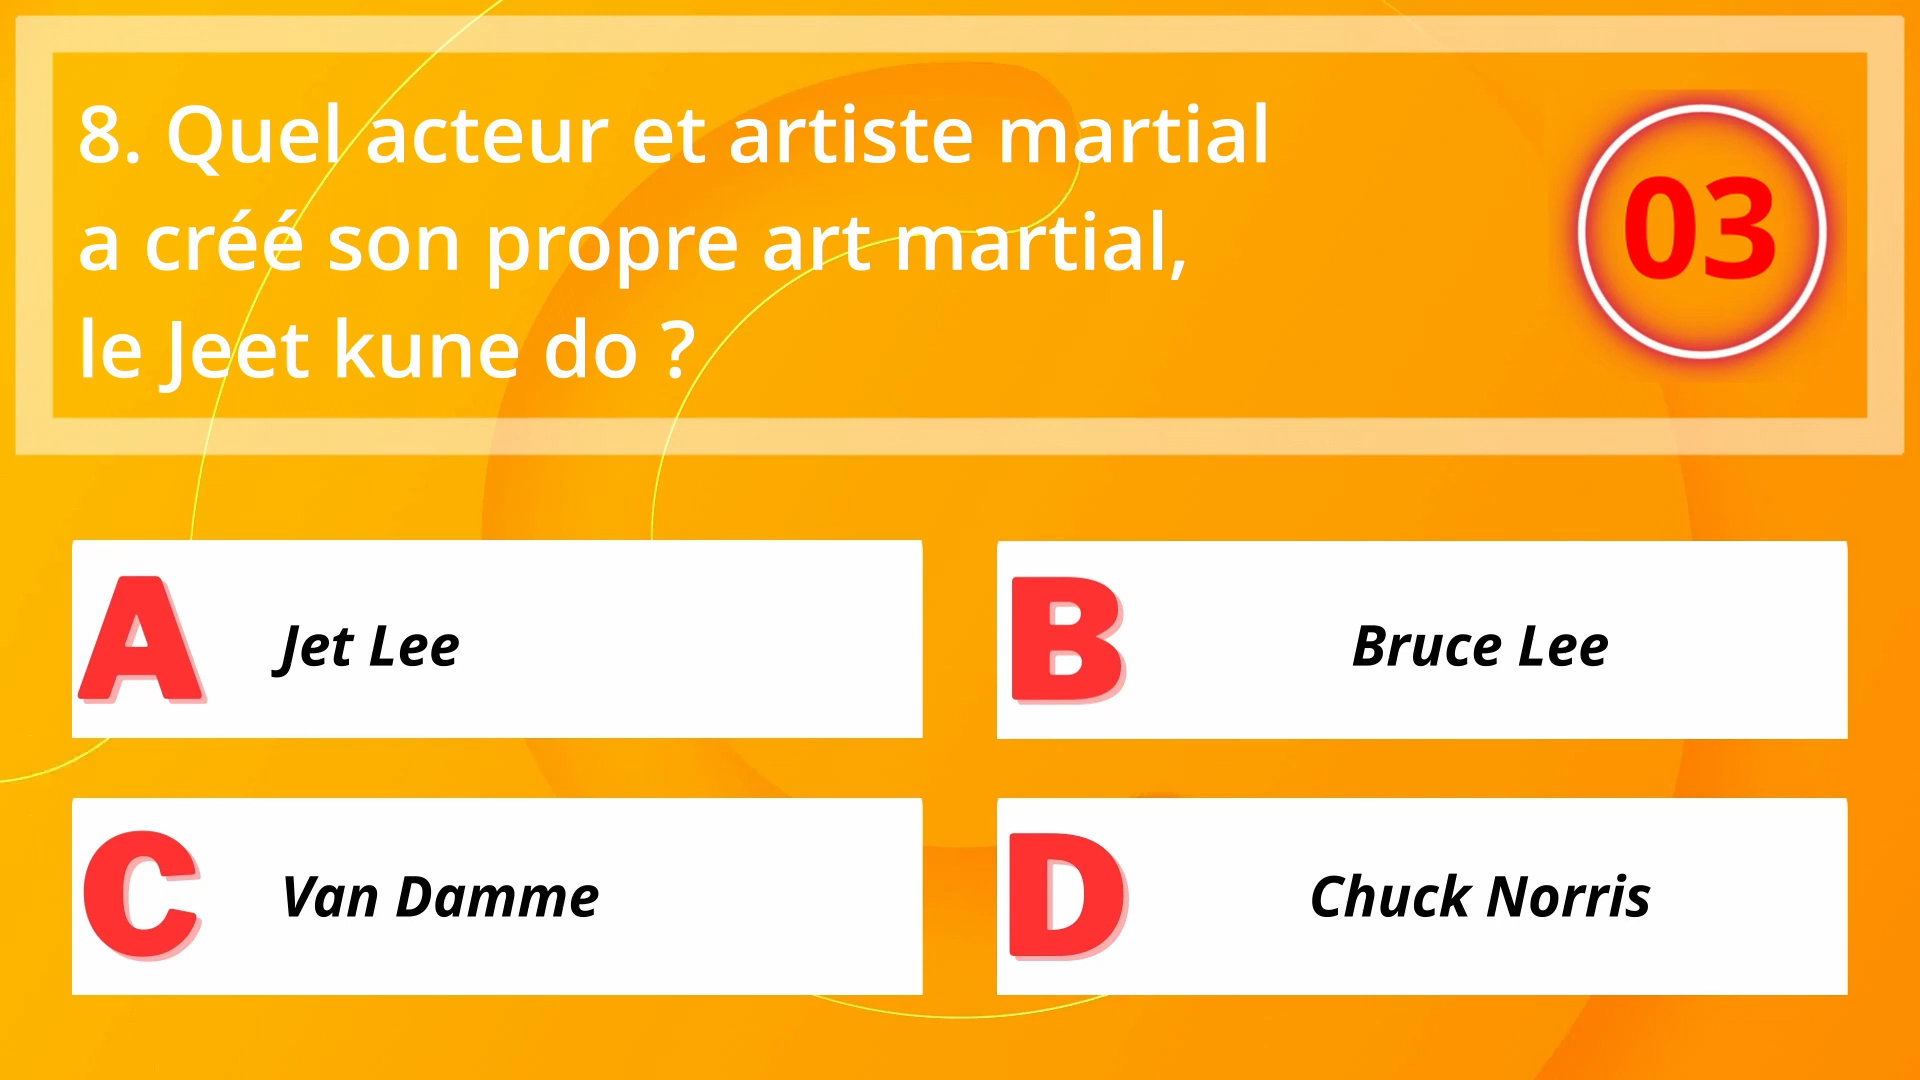 8. Quel acteur et artiste martial
a créé son propre art martial,
le Jeet kune do ?
03
A Jet Lee
B Bruce Lee
C Van Damme
D Chuck Norris